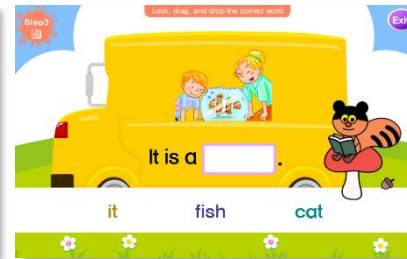 Look, drag, and drop the correct word.
Step3
Exit
It is a .
it fish cat